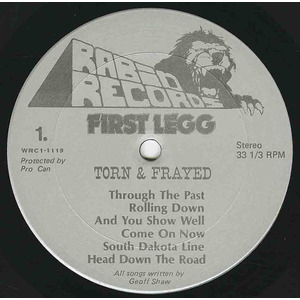 RABID
RECORDS
FIRST LEGG
1.
WRC1-1119
Protected by
Pro Can
Stereo
33 1/3 RPM
TORN & FRAYED
Through The Past
Rolling Down
And You Show Well
Come On Now
South Dakota Line
Head Down The Road
All songs written by
Geoff Shaw